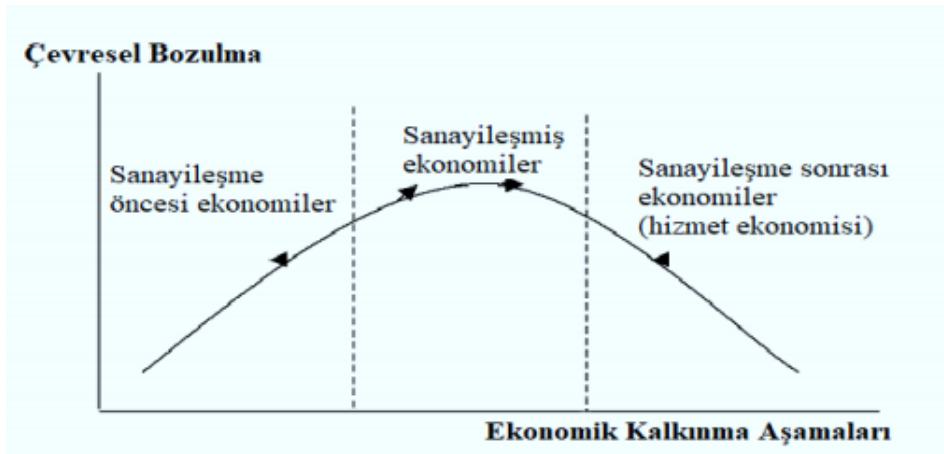 Çevresel Bozulma
Sanayileşme
öncesi ekonomiler
Sanayileşmiş
ekonomiler
Sanayileşme sonrası
ekonomiler
(hizmet ekonomisi)
Ekonomik Kalkınma Aşamaları